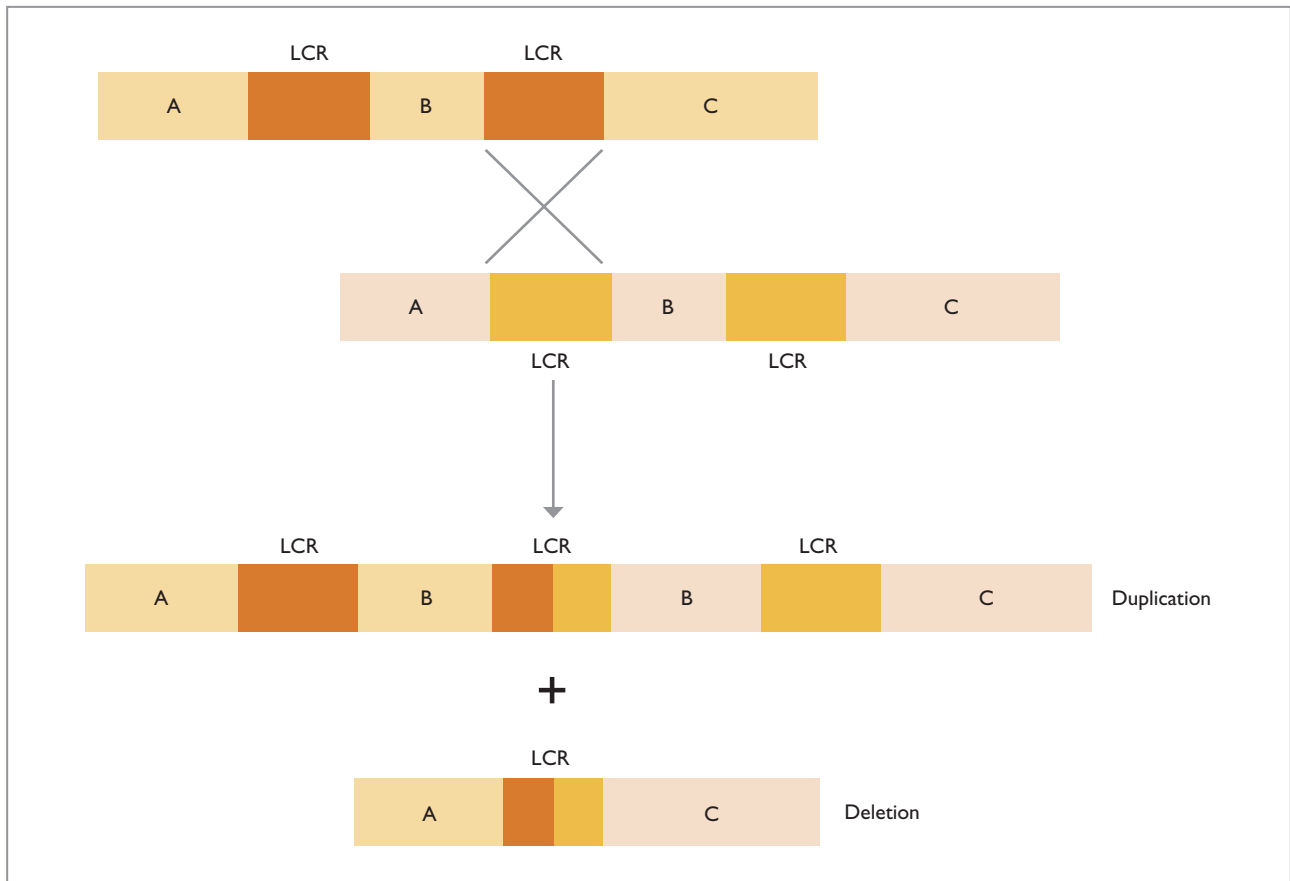 LCR LCR
A B C
A B C
LCR LCR
LCR LCR LCR
A B B C Duplication
+
LCR
A C Deletion